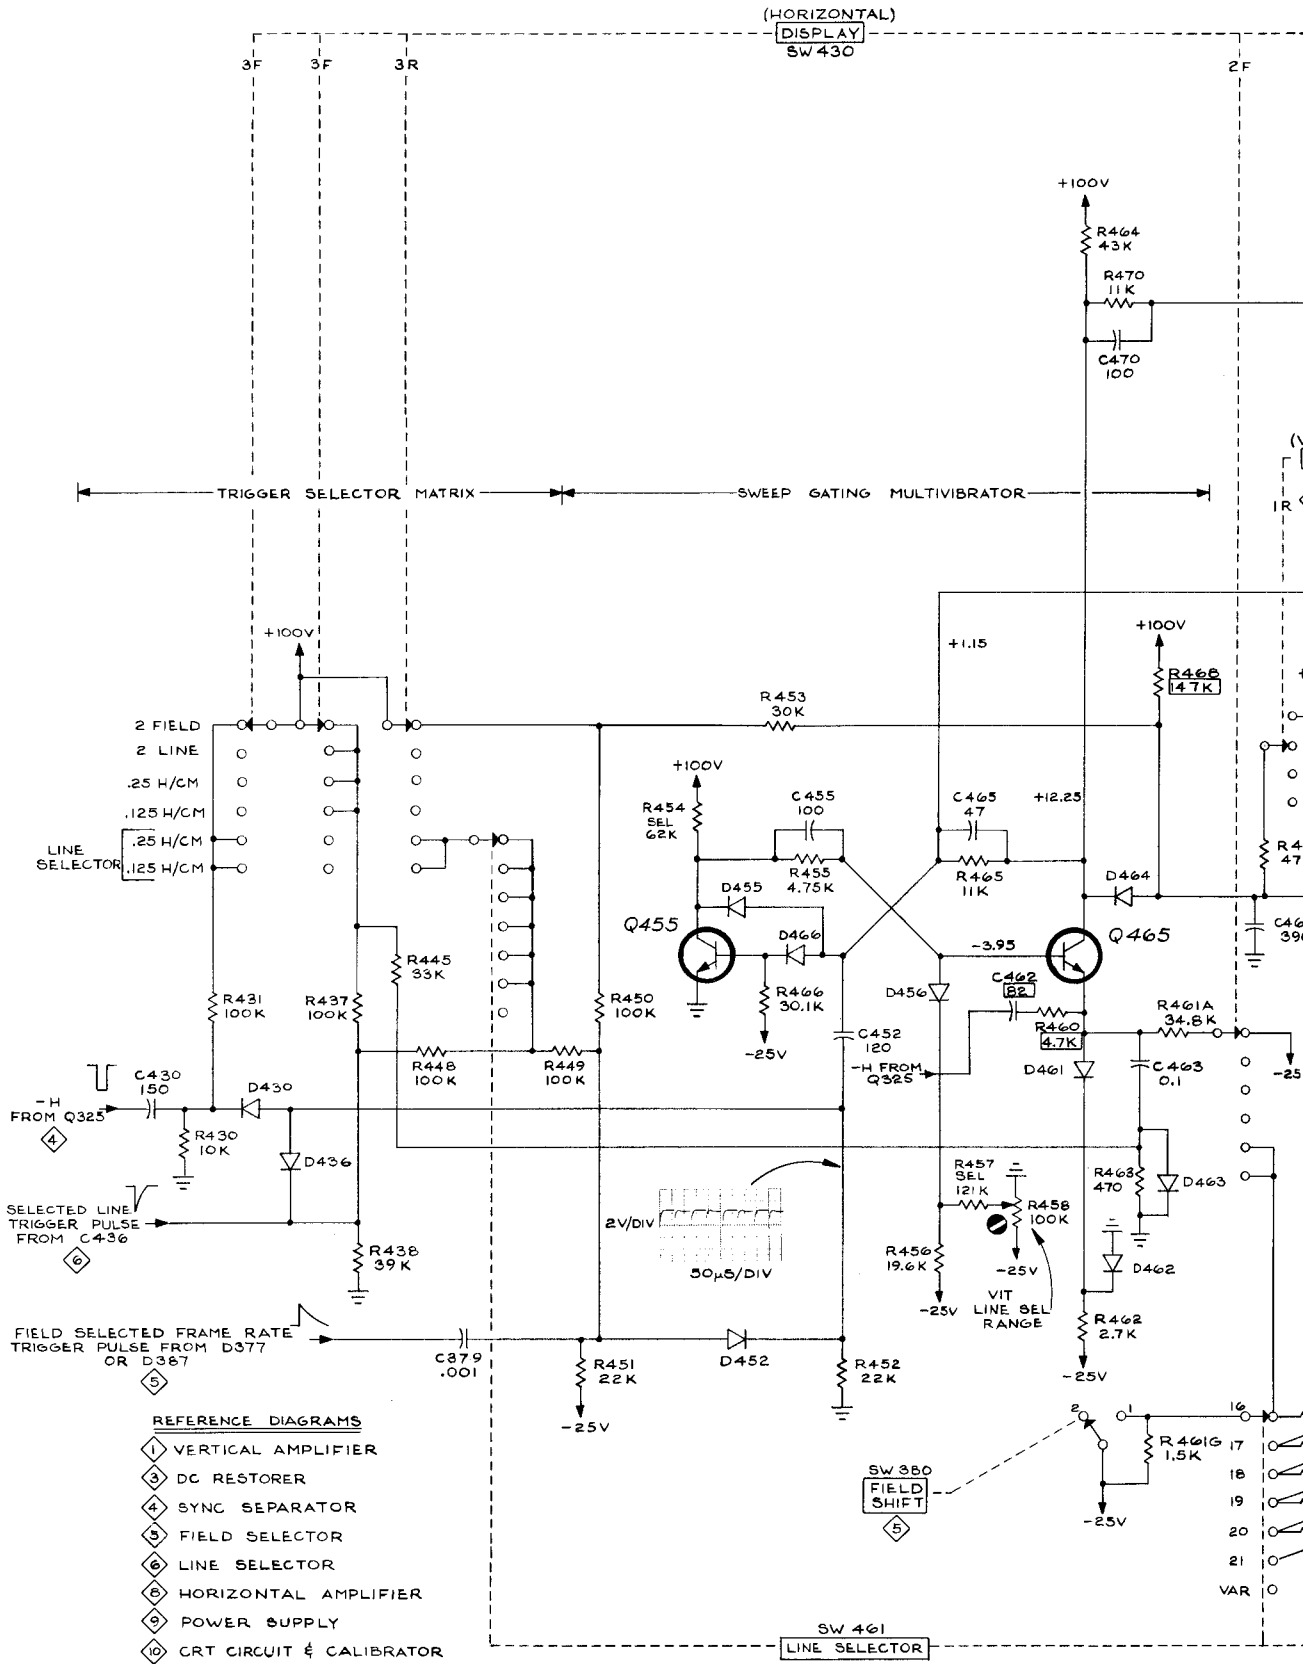 (HORIZONTAL)
DISPLAY
SW 430
3F
3F
3R
2F
+100V
R464
43K
R470
11K
C470
100
TRIGGER SELECTOR MATRIX
SWEEP GATING MULTIVIBRATOR
1R
+100V
+1.15
+100V
R468
147K
R453
30K
2 FIELD
2 LINE
.25 H/CM
.125 H/CM
LINE
SELECTOR
.25 H/CM
.125 H/CM
+100V
R454
SEL
62K
C455
100
R455
4.75K
C465
47
R465
11K
+12.25
D464
D455
Q455
D466
-3.95
Q465
R445
33K
R466
30.1K
-25V
D456
C462
82
R460
4.7K
R461A
34.8K
-25
R431
100K
R437
100K
R450
100K
C452
120
R448
100K
R449
100K
-H FROM
Q325
D461
C463
0.1
C430
150
D430
-H
FROM Q325
4
R430
10K
D436
R457
SEL
121K
R458
100K
R463
470
D463
SELECTED LINE
TRIGGER PULSE
FROM C436
6
2V/DIV
50µS/DIV
R438
39K
R456
19.6K
-25V
-25V
VIT
LINE SEL
RANGE
D462
FIELD SELECTED FRAME RATE
TRIGGER PULSE FROM D377
OR D387
5
C379
.001
R451
22K
-25V
D452
R452
22K
R462
2.7K
-25V
REFERENCE DIAGRAMS
1 VERTICAL AMPLIFIER
3 DC RESTORER
4 SYNC SEPARATOR
5 FIELD SELECTOR
6 LINE SELECTOR
8 HORIZONTAL AMPLIFIER
9 POWER SUPPLY
10 CRT CIRCUIT & CALIBRATOR
2
1
R461G
1.5K
-25V
SW 380
FIELD
SHIFT
5
16
17
18
19
20
21
VAR
SW 461
LINE SELECTOR